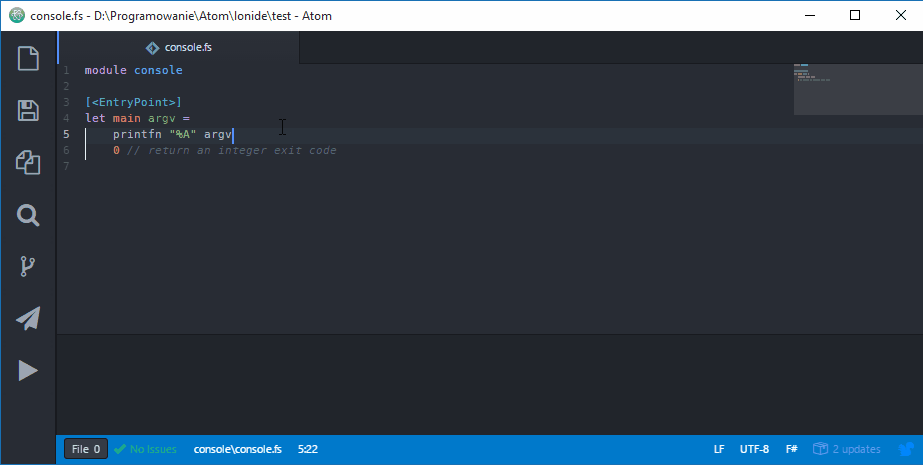 console.fs - D:\Programowanie\Atom\Ionide\test - Atom
console.fs
1 module console
2
3 [<EntryPoint>]
4 let main argv =
5 printfn "%A" argv
6 0 // return an integer exit code
7
File 0 No Issues console\console.fs 5:22 LF UTF-8 F# 2 updates